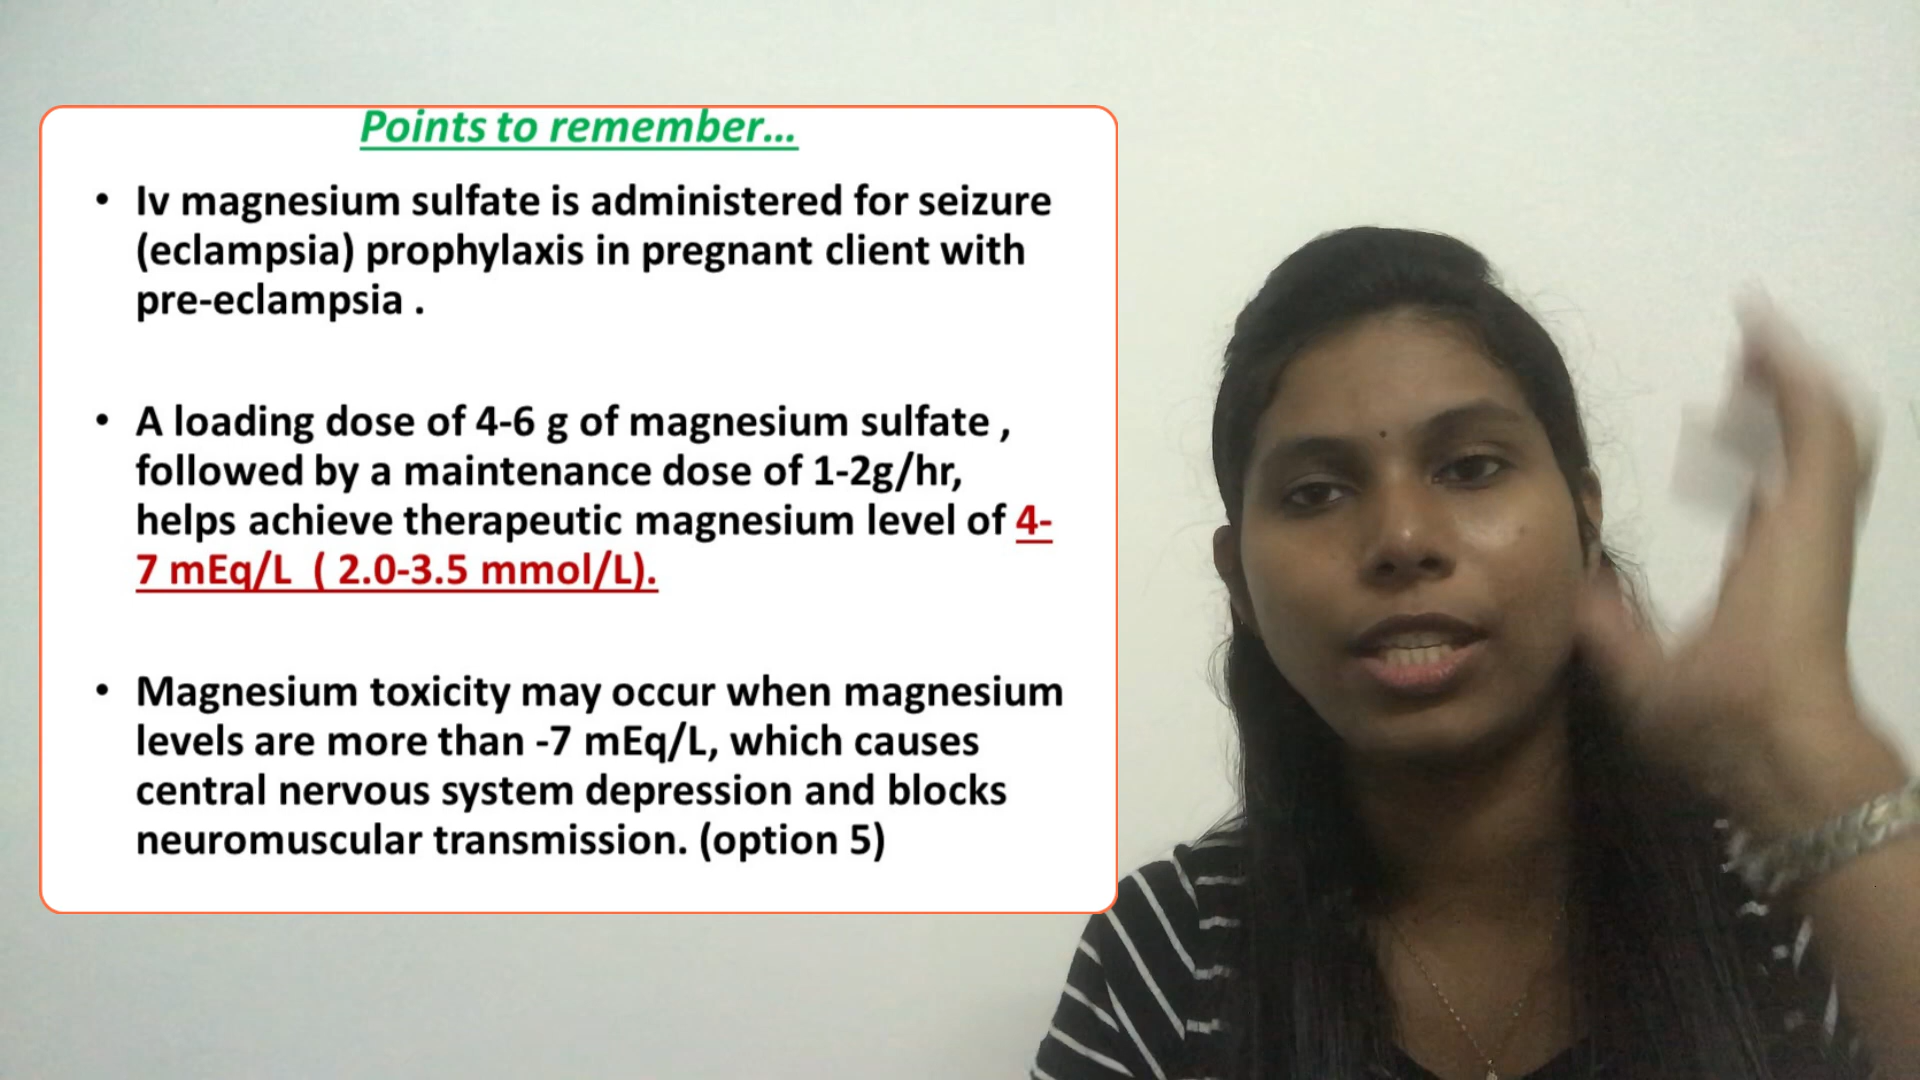 Points to remember...
• Iv magnesium sulfate is administered for seizure
(eclampsia) prophylaxis in pregnant client with
pre-eclampsia .
• A loading dose of 4-6 g of magnesium sulfate ,
followed by a maintenance dose of 1-2g/hr,
helps achieve therapeutic magnesium level of 4-
7 mEq/L ( 2.0-3.5 mmol/L).
• Magnesium toxicity may occur when magnesium
levels are more than -7 mEq/L, which causes
central nervous system depression and blocks
neuromuscular transmission. (option 5)